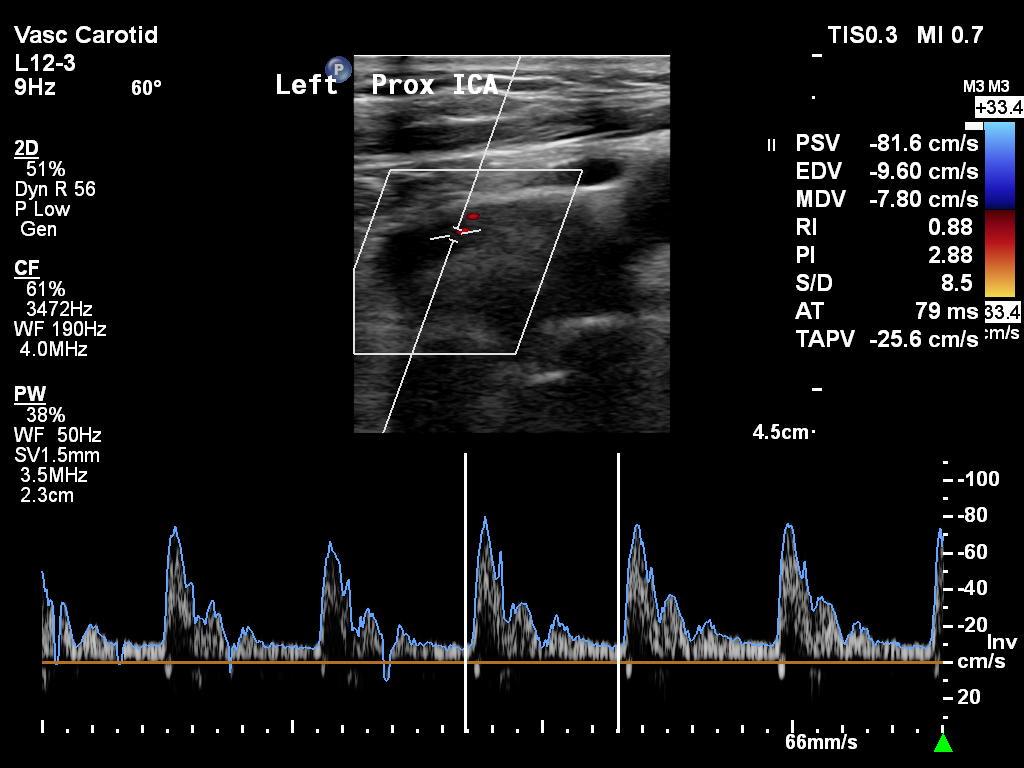 Vasc Carotid
TIS0.3 MI 0.7
L12-3
9Hz
60°
P
Left Prox ICA
M3 M3
+33.4
2D
51%
Dyn R 56
P Low
Gen
CF
61%
3472Hz
WF 190Hz
4.0MHz
PW
38%
WF 50Hz
SV1.5mm
3.5MHz
2.3cm
II PSV -81.6 cm/s
EDV -9.60 cm/s
MDV -7.80 cm/s
RI 0.88
PI 2.88
S/D 8.5
AT 79 ms
TAPV -25.6 cm/s
33.4
cm/s
4.5cm
-100
-80
-60
-40
-20
Inv
cm/s
20
66mm/s